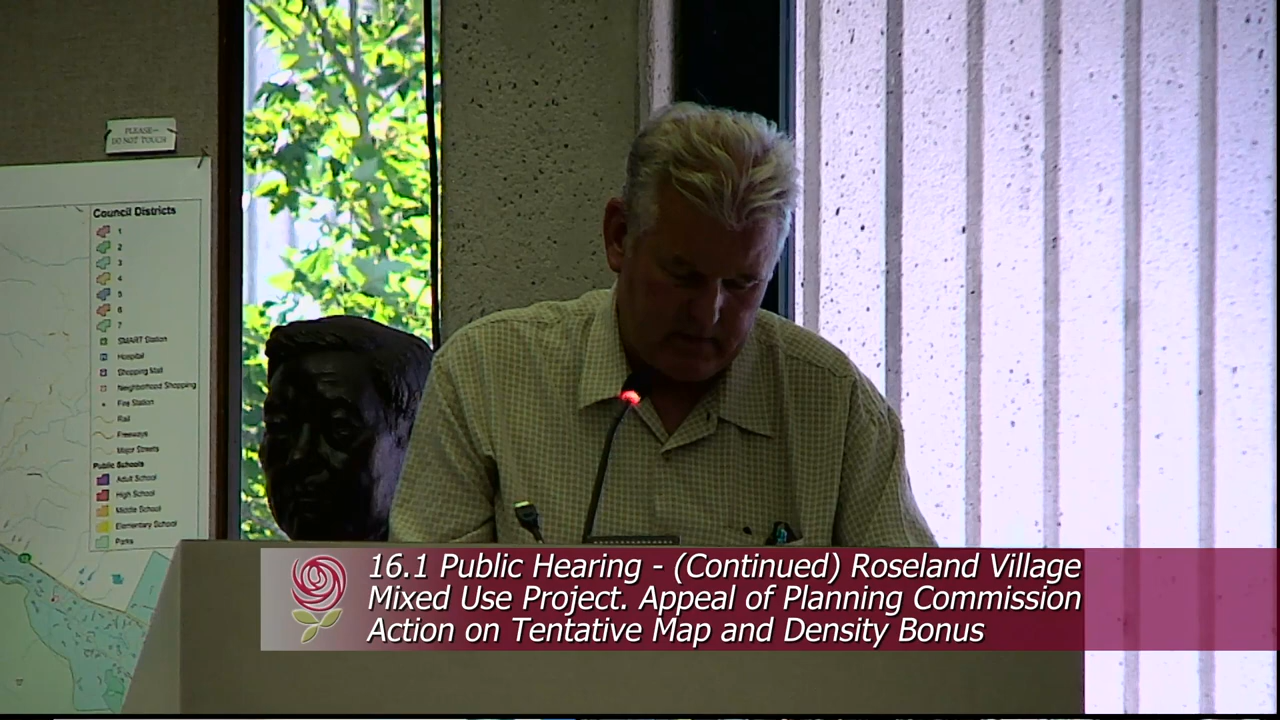 PLEASE
DO NOT TOUCH
Council Districts
1
2
3
4
5
6
7
SMART Station
Hospital
Shopping Mall
Neighborhood Shopping
Fire Station
Rail
Freeways
Major Streets
Public Schools
Adult School
High School
Middle School
Elementary School
Parks
16.1 Public Hearing - (Continued) Roseland Village
Mixed Use Project. Appeal of Planning Commission
Action on Tentative Map and Density Bonus